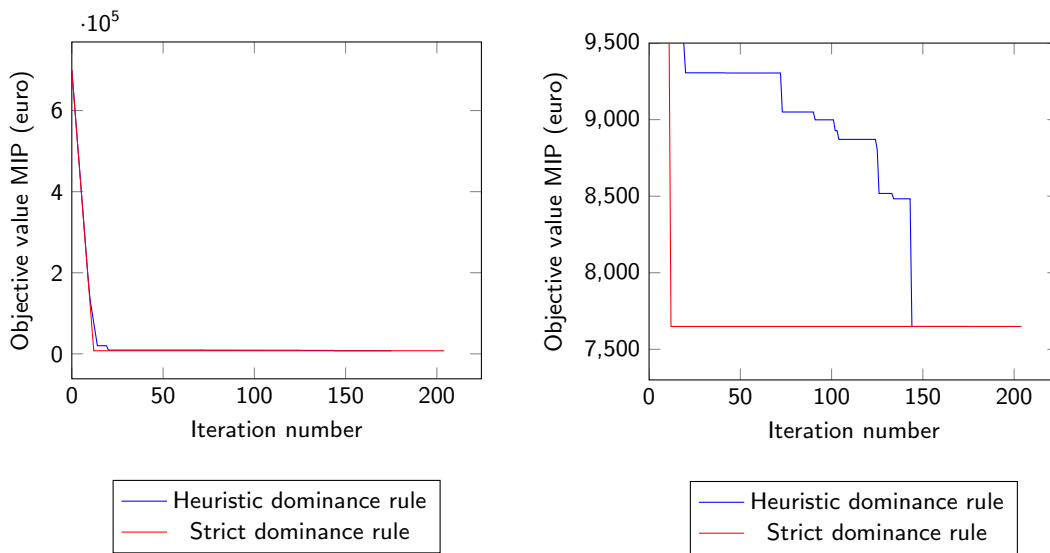 ·10⁵
6
4
2
0
0 50 100 150 200
Objective value MIP (euro)
Iteration number
Heuristic dominance rule
Strict dominance rule
9,500
9,000
8,500
8,000
7,500
0 50 100 150 200
Objective value MIP (euro)
Iteration number
Heuristic dominance rule
Strict dominance rule